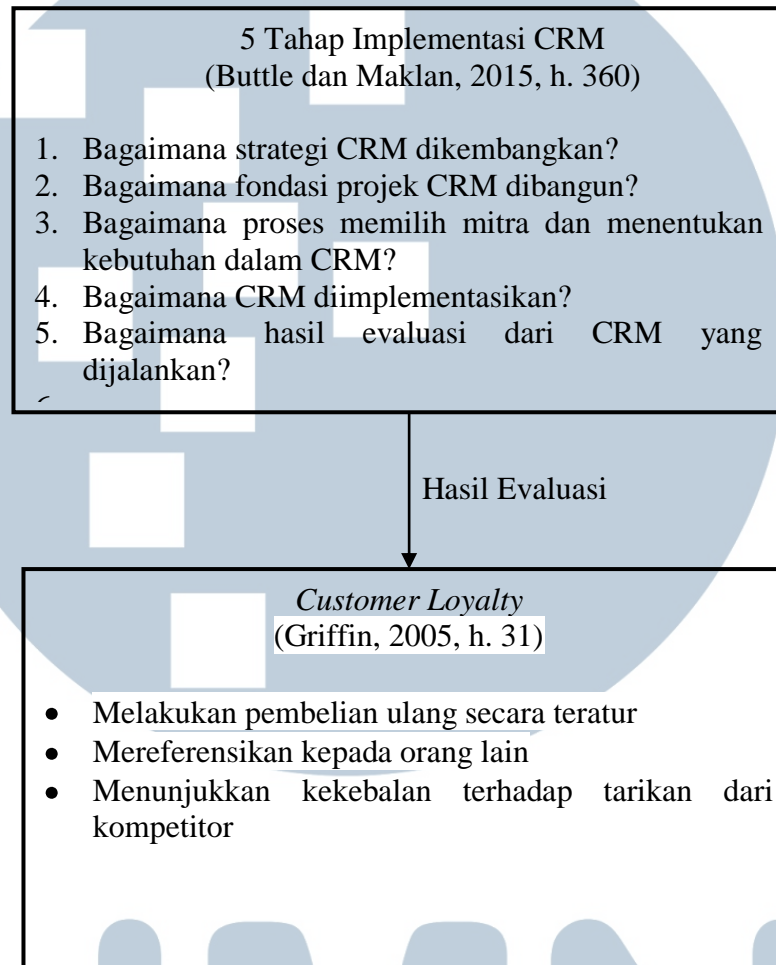 5 Tahap Implementasi CRM
(Buttle dan Maklan, 2015, h. 360)
1. Bagaimana strategi CRM dikembangkan?
2. Bagaimana fondasi projek CRM dibangun?
3. Bagaimana proses memilih mitra dan menentukan
kebutuhan dalam CRM?
4. Bagaimana CRM diimplementasikan?
5. Bagaimana hasil evaluasi dari CRM yang
dijalankan?
Hasil Evaluasi
Customer Loyalty
(Griffin, 2005, h. 31)
• Melakukan pembelian ulang secara teratur
• Mereferensikan kepada orang lain
• Menunjukkan kekebalan terhadap tarikan dari
kompetitor